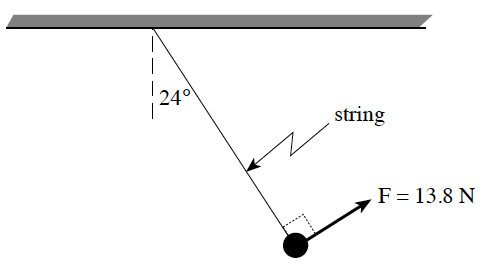 24°
string
F = 13.8 N